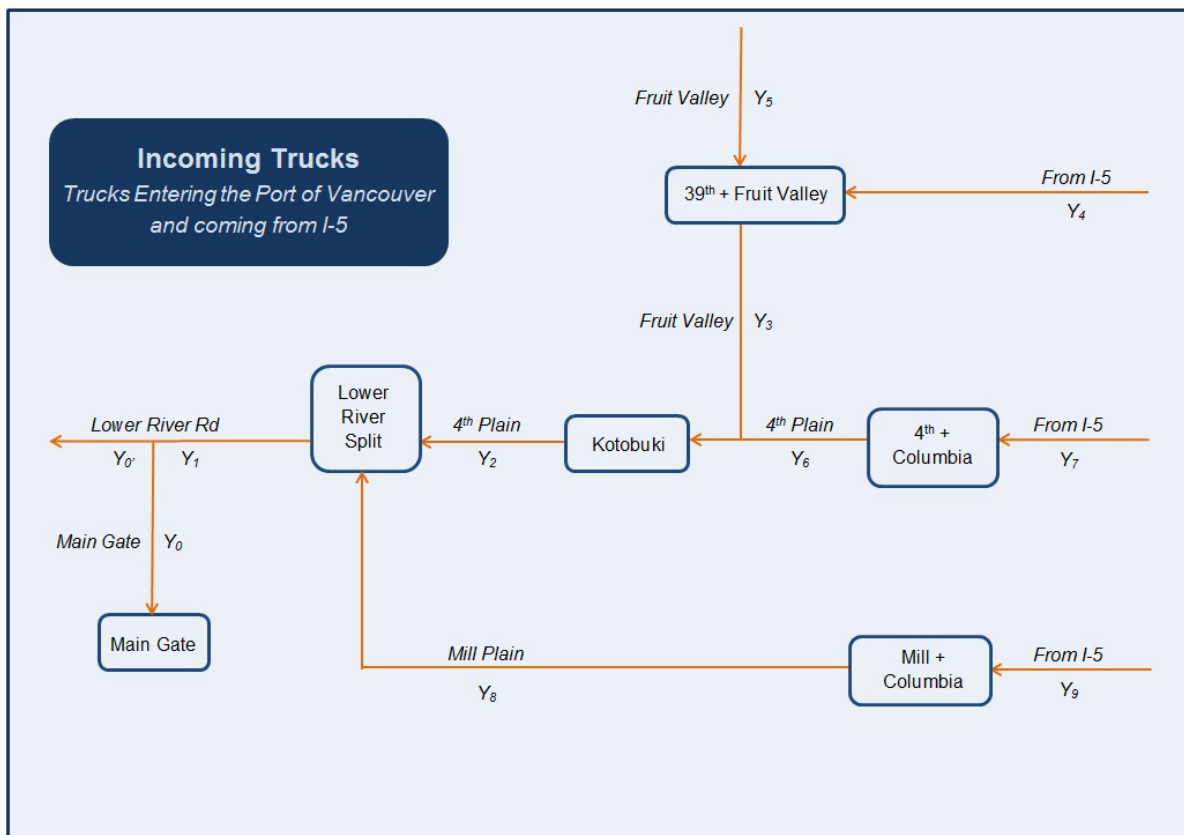 Incoming Trucks
Trucks Entering the Port of Vancouver
and coming from I-5
Fruit Valley Y5
39th + Fruit Valley
From I-5
Y4
Fruit Valley Y3
Lower River Rd
Y0' Y1
Lower
River
Split
4th Plain
Y2
Kotobuki
4th Plain
Y6
4th +
Columbia
From I-5
Y7
Main Gate Y0
Main Gate
Mill Plain
Y8
Mill +
Columbia
From I-5
Y9